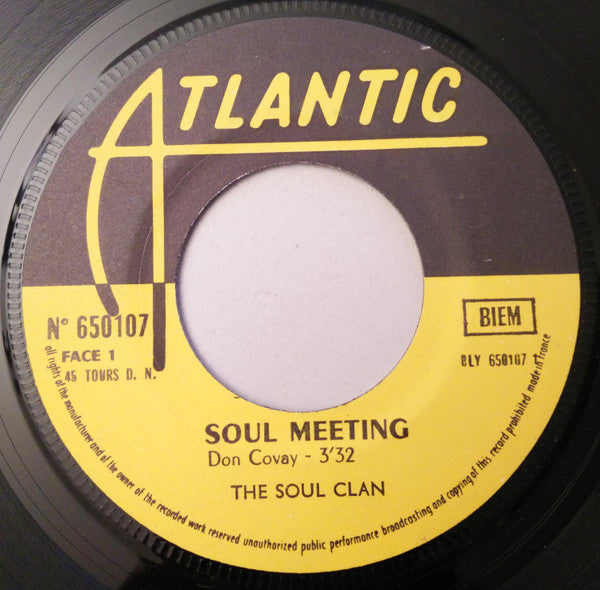 ATLANTIC
N° 650107
FACE 1
45 TOURS D. N.
BIEM
BLY 650107 1
SOUL MEETING
Don Covay - 3'32
THE SOUL CLAN
all rights of the manufacturer and of the owner of the recorded work reserved unauthorized public performance broadcasting and copying of this record prohibited made in france